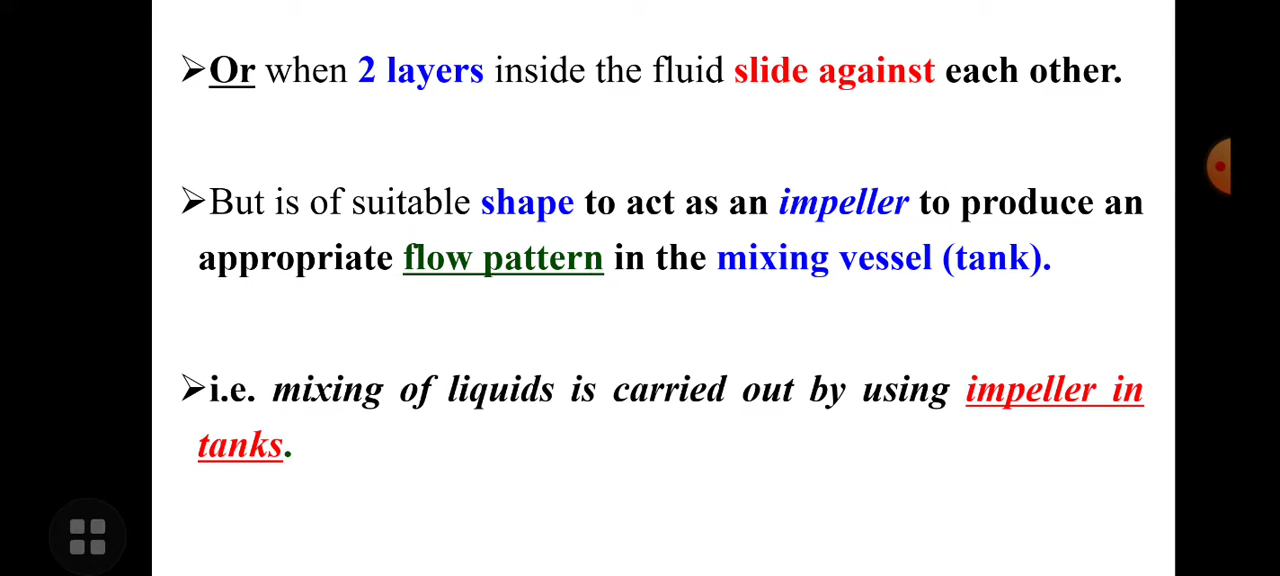 ➢Or when 2 layers inside the fluid slide against each other.
➢But is of suitable shape to act as an impeller to produce an
appropriate flow pattern in the mixing vessel (tank).
➢i.e. mixing of liquids is carried out by using impeller in
tanks.